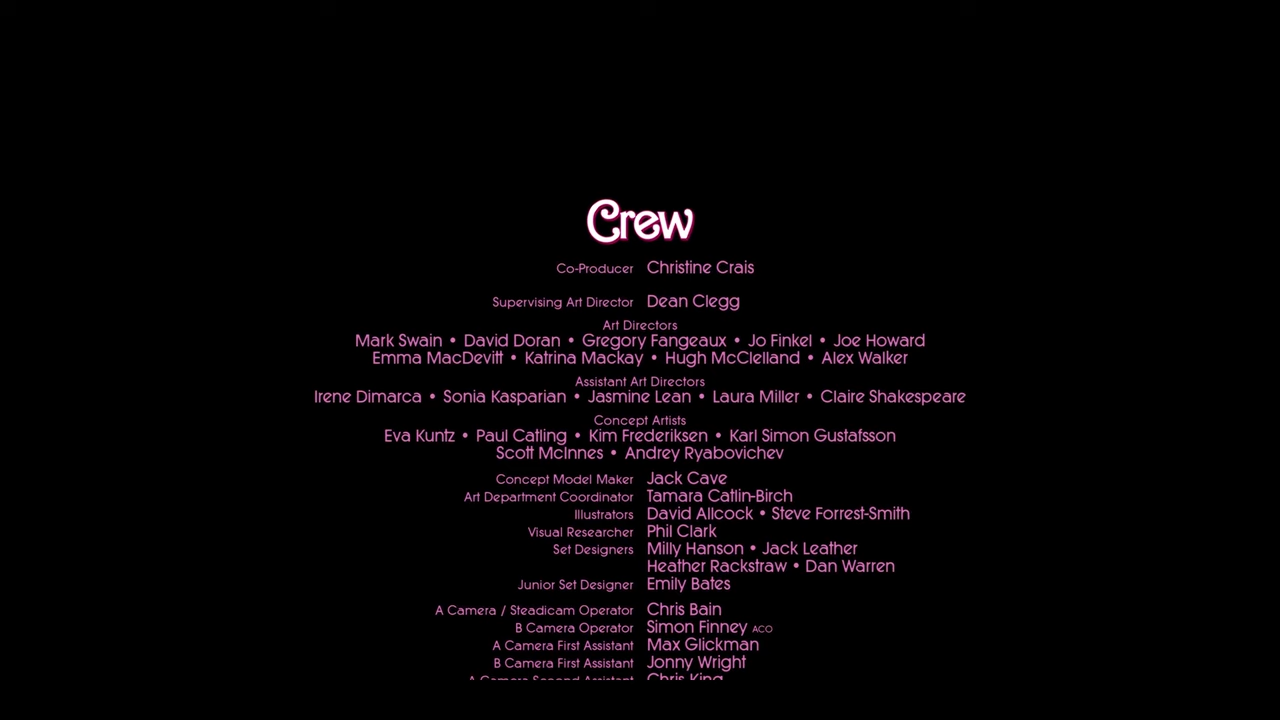 Crew
Co-Producer Christine Crais
Supervising Art Director Dean Clegg
Art Directors
Mark Swain • David Doran • Gregory Fangeaux • Jo Finkel • Joe Howard
Emma MacDevitt • Katrina Mackay • Hugh McClelland • Alex Walker
Assistant Art Directors
Irene Dimarca • Sonia Kasparian • Jasmine Lean • Laura Miller • Claire Shakespeare
Concept Artists
Eva Kuntz • Paul Catling • Kim Frederiksen • Karl Simon Gustafsson
Scott McInnes • Andrey Ryabovichev
Concept Model Maker Jack Cave
Art Department Coordinator Tamara Catlin-Birch
Illustrators David Allcock • Steve Forrest-Smith
Visual Researcher Phil Clark
Set Designers Milly Hanson • Jack Leather
Heather Rackstraw • Dan Warren
Junior Set Designer Emily Bates
A Camera / Steadicam Operator Chris Bain
B Camera Operator Simon Finney ACO
A Camera First Assistant Max Glickman
B Camera First Assistant Jonny Wright
A Camera Second Assistant Chris King